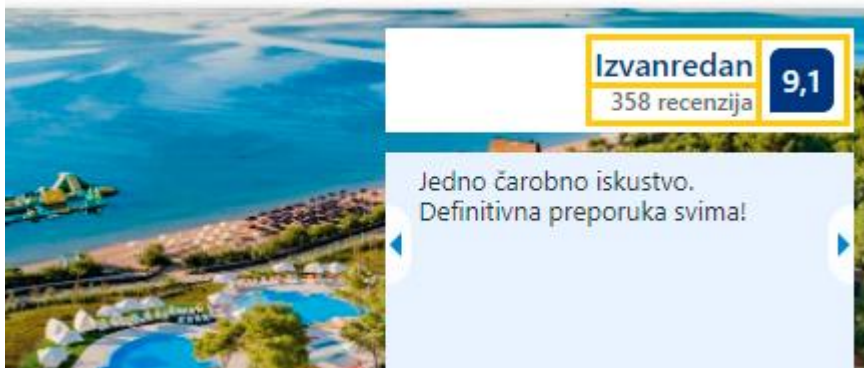 Izvanredan
9,1
358 recenzija
Jedno čarobno iskustvo.
Definitivna preporuka svima!